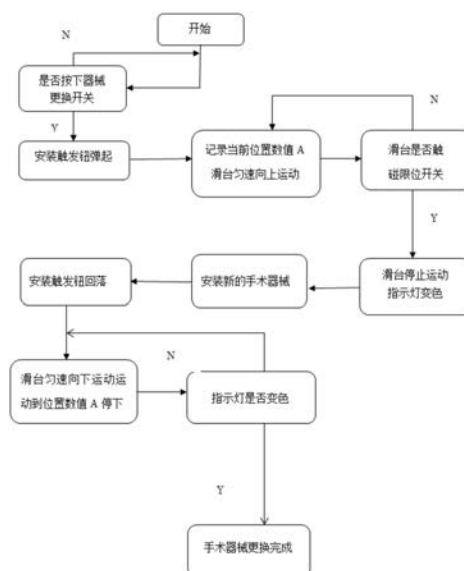 开始
N
是否按下器械
更换开关
Y
安装触发钮弹起
记录当前位置数值 A
滑台匀速向上运动
N
滑台是否触
碰限位开关
Y
滑台停止运动
指示灯变色
安装新的手术器械
安装触发钮回落
滑台匀速向下运动运
动到位置数值 A 停下
N
指示灯是否变色
Y
手术器械更换完成